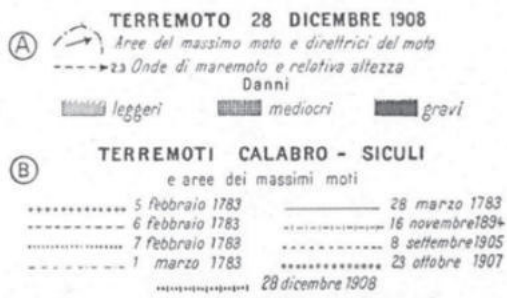 TERREMOTO 28 DICEMBRE 1908
A
Aree del massimo moto e direttrici del moto
2.3 Onde di maremoto e relativa altezza
Danni
leggeri mediocri gravi
B
TERREMOTI CALABRO - SICULI
e aree dei massimi moti
5 febbraio 1783
6 febbraio 1783
7 febbraio 1783
1 marzo 1783
28 marzo 1783
16 novembre 1894
8 settembre 1905
23 ottobre 1907
28 dicembre 1908